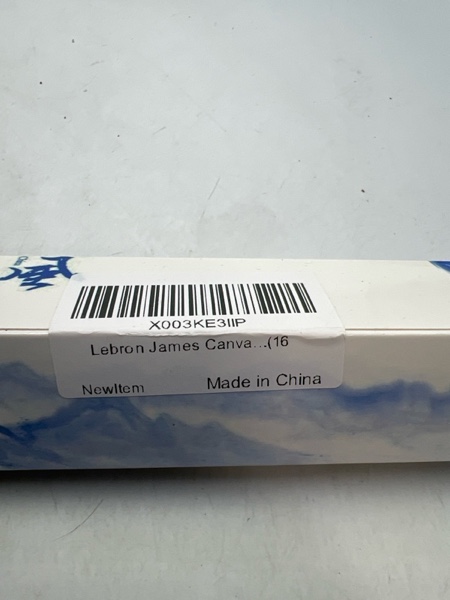 X003KE3IIP
Lebron James Canva...(16
NewItem Made in China